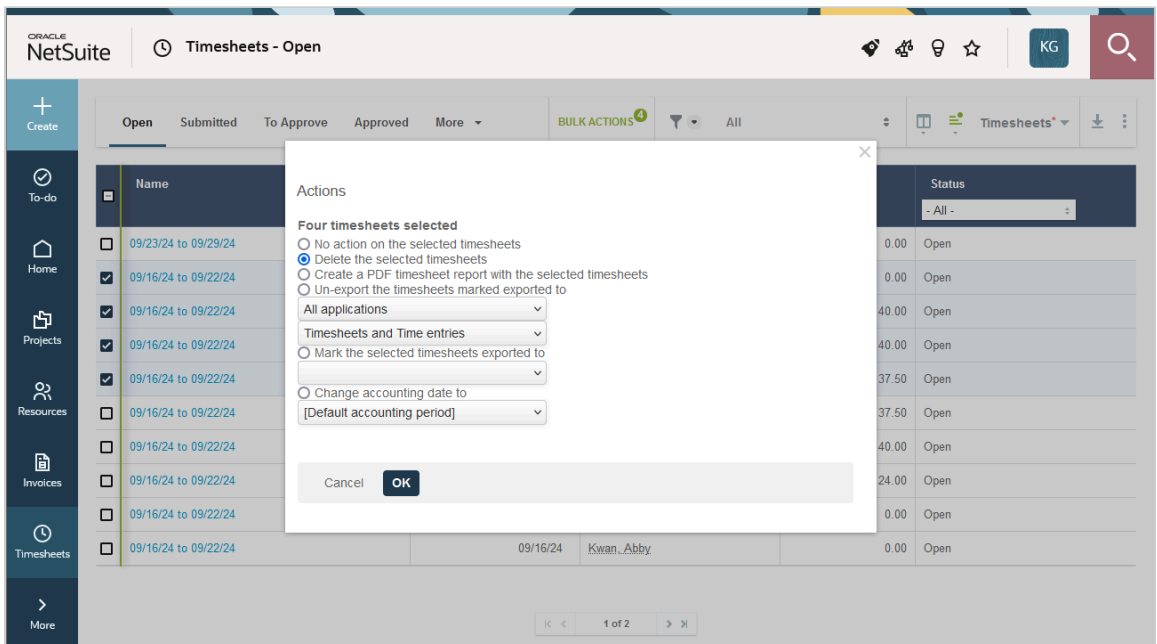 ORACLE
NetSuite
Timesheets - Open
KG
Create
To-do
Home
Projects
Resources
Invoices
Timesheets
More
Open Submitted To Approve Approved More BULK ACTIONS 4 All Timesheets*
Name Status
- All -
09/23/24 to 09/29/24 0.00 Open
09/16/24 to 09/22/24 0.00 Open
09/16/24 to 09/22/24 40.00 Open
09/16/24 to 09/22/24 40.00 Open
09/16/24 to 09/22/24 37.50 Open
09/16/24 to 09/22/24 37.50 Open
09/16/24 to 09/22/24 40.00 Open
09/16/24 to 09/22/24 24.00 Open
09/16/24 to 09/22/24 0.00 Open
09/16/24 to 09/22/24 09/16/24 Kwan, Abby 0.00 Open
Actions
Four timesheets selected
No action on the selected timesheets
Delete the selected timesheets
Create a PDF timesheet report with the selected timesheets
Un-export the timesheets marked exported to
All applications
Timesheets and Time entries
Mark the selected timesheets exported to
Change accounting date to
[Default accounting period]
Cancel OK
1 of 2